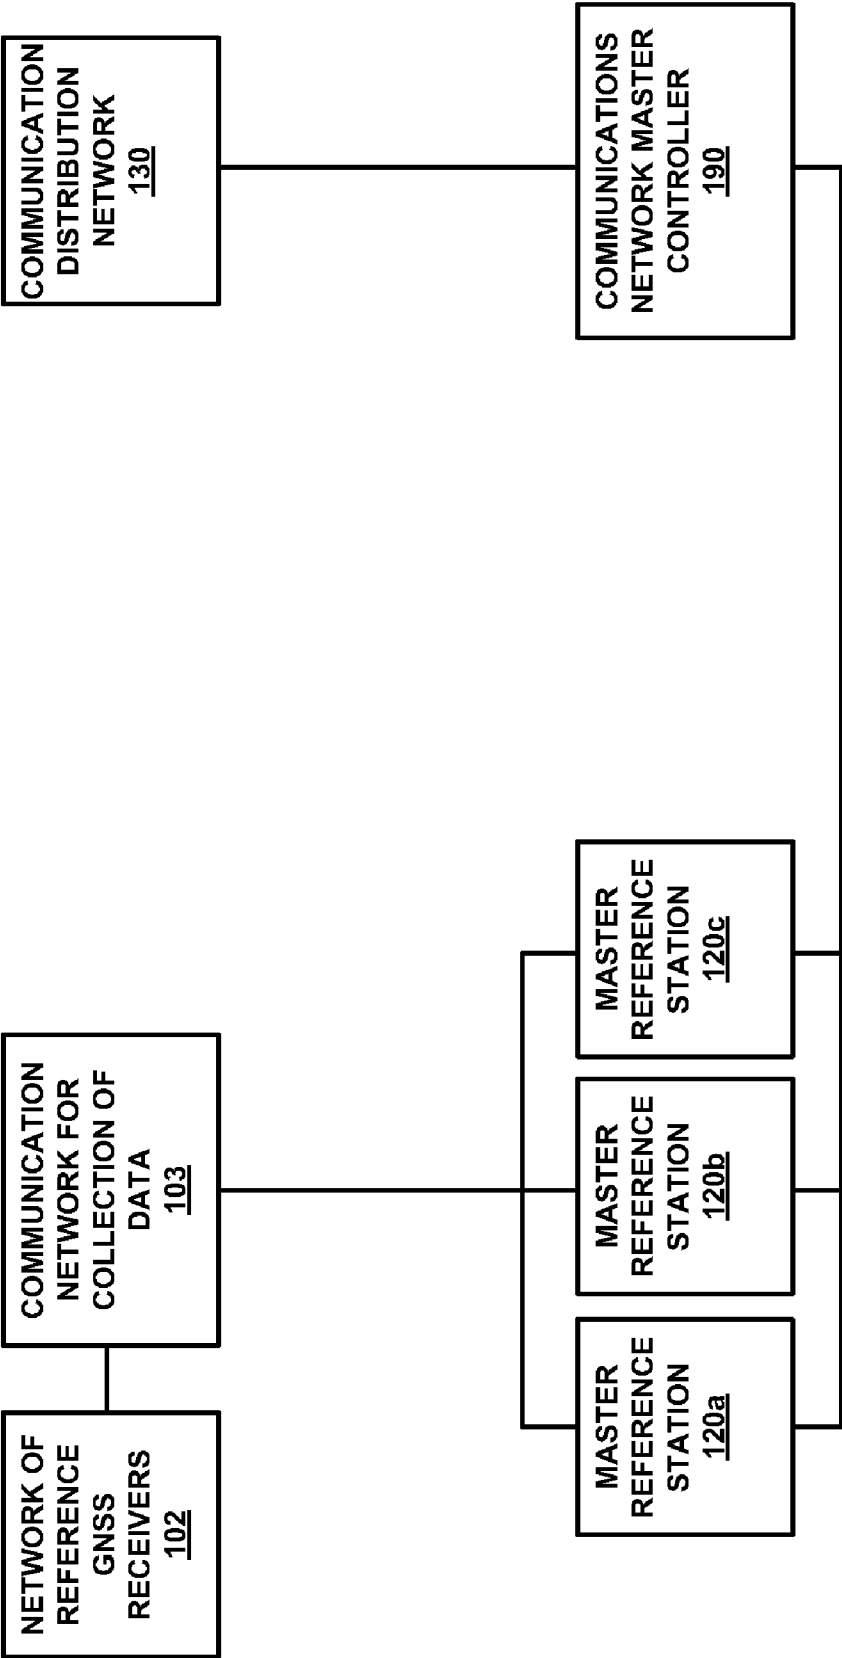 NETWORK OF
REFERENCE
GNSS
RECEIVERS
102
COMMUNICATION
NETWORK FOR
COLLECTION OF
DATA
103
COMMUNICATION
DISTRIBUTION
NETWORK
130
MASTER
REFERENCE
STATION
120a
MASTER
REFERENCE
STATION
120b
MASTER
REFERENCE
STATION
120c
COMMUNICATIONS
NETWORK MASTER
CONTROLLER
190